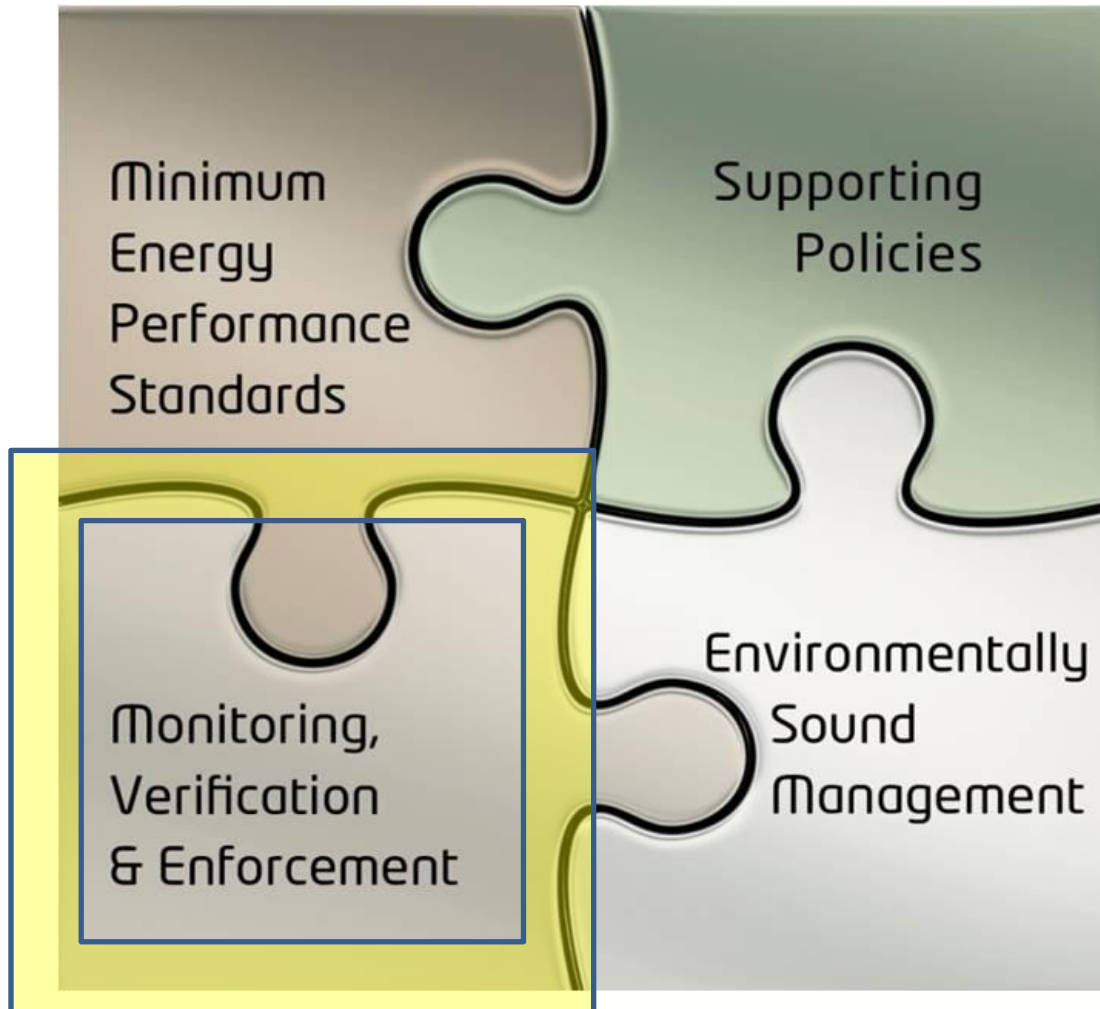 Minimum
Energy
Performance
Standards
Supporting
Policies
Monitoring,
Verification
& Enforcement
Environmentally
Sound
Management